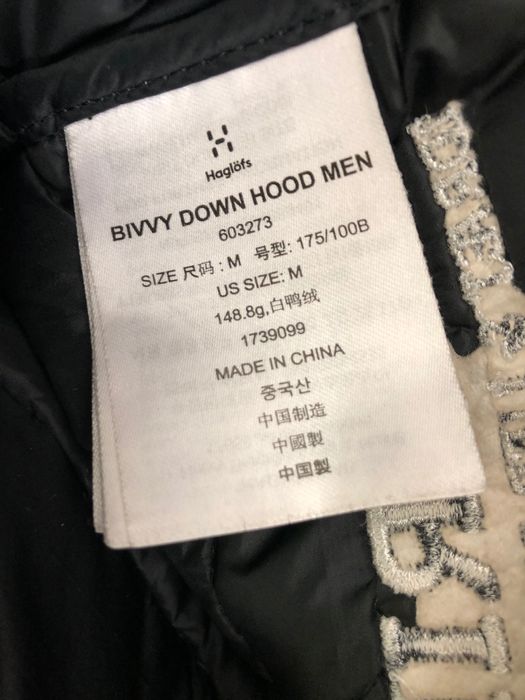 Haglöfs
BIVVY DOWN HOOD MEN
603273
SIZE 尺码 : M 号型: 175/100B
US SIZE: M
148.8g,白鸭绒
1739099
MADE IN CHINA
중국산
中国制造
中國製
中国製